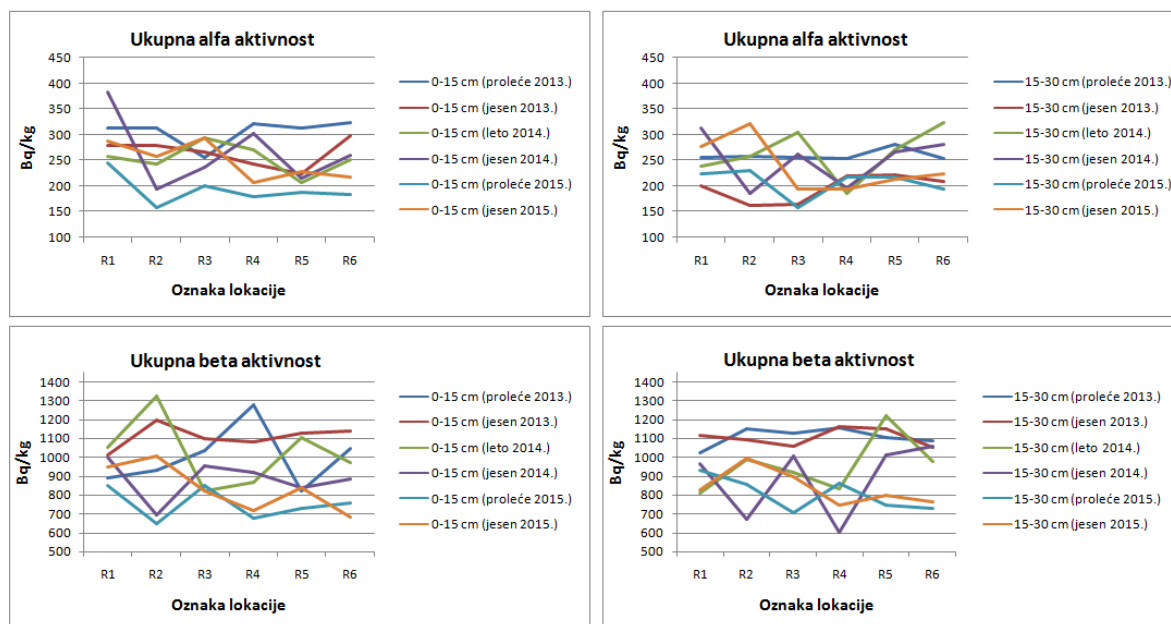 Ukupna alfa aktivnost
450
400
350
300
250
200
150
100
Bq/kg
R1 R2 R3 R4 R5 R6
Oznaka lokacije
0-15 cm (proleće 2013.)
0-15 cm (jesen 2013.)
0-15 cm (leto 2014.)
0-15 cm (jesen 2014.)
0-15 cm (proleće 2015.)
0-15 cm (jesen 2015.)
Ukupna alfa aktivnost
450
400
350
300
250
200
150
100
Bq/kg
R1 R2 R3 R4 R5 R6
Oznaka lokacije
15-30 cm (proleće 2013.)
15-30 cm (jesen 2013.)
15-30 cm (leto 2014.)
15-30 cm (jesen 2014.)
15-30 cm (proleće 2015.)
15-30 cm (jesen 2015.)
Ukupna beta aktivnost
1400
1300
1200
1100
1000
900
800
700
600
500
Bq/kg
R1 R2 R3 R4 R5 R6
Oznaka lokacije
0-15 cm (proleće 2013.)
0-15 cm (jesen 2013.)
0-15 cm (leto 2014.)
0-15 cm (jesen 2014.)
0-15 cm (proleće 2015.)
0-15 cm (jesen 2015.)
Ukupna beta aktivnost
1400
1300
1200
1100
1000
900
800
700
600
500
Bq/kg
R1 R2 R3 R4 R5 R6
Oznaka lokacije
15-30 cm (proleće 2013.)
15-30 cm (jesen 2013.)
15-30 cm (leto 2014.)
15-30 cm (jesen 2014.)
15-30 cm (proleće 2015.)
15-30 cm (jesen 2015.)